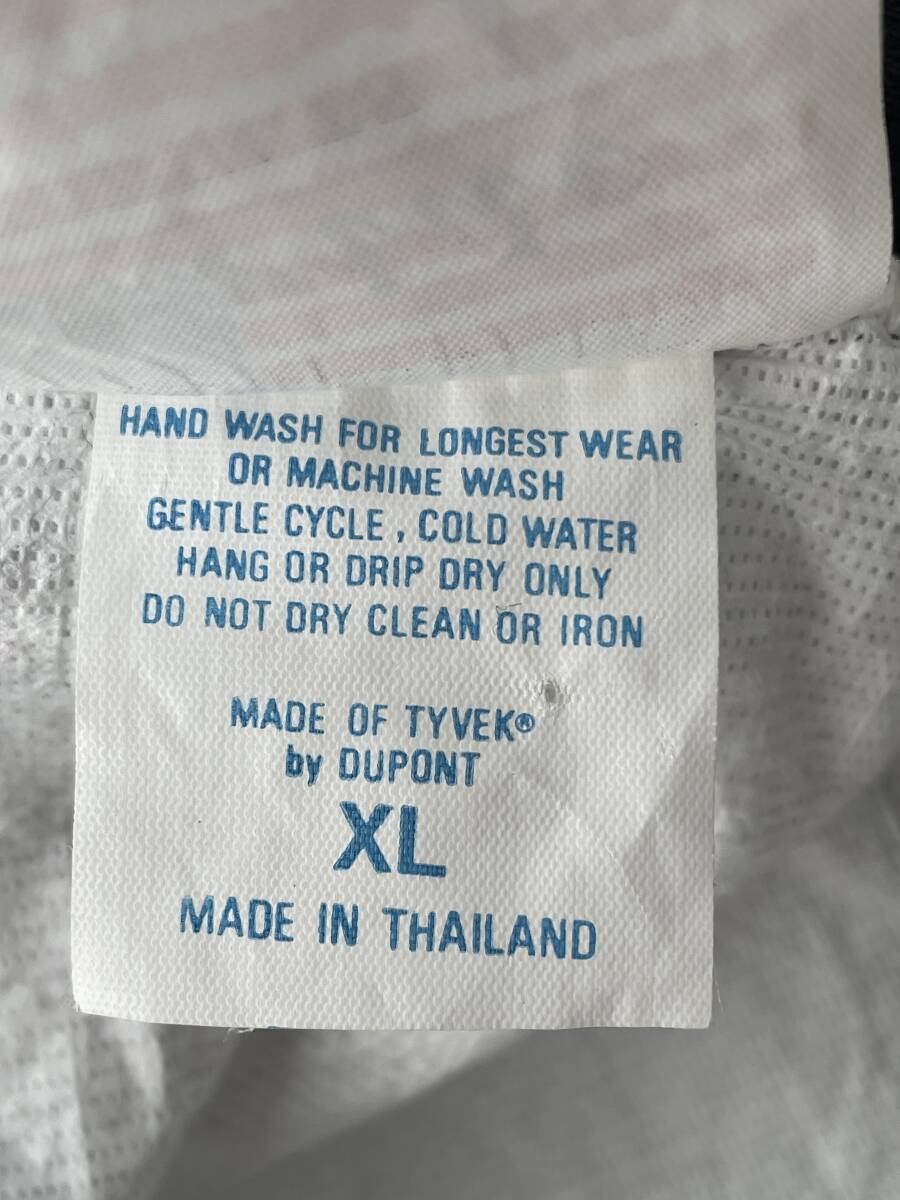 HAND WASH FOR LONGEST WEAR
OR MACHINE WASH
GENTLE CYCLE, COLD WATER
HANG OR DRIP DRY ONLY
DO NOT DRY CLEAN OR IRON
MADE OF TYVEK®
by DUPONT
XL
MADE IN THAILAND